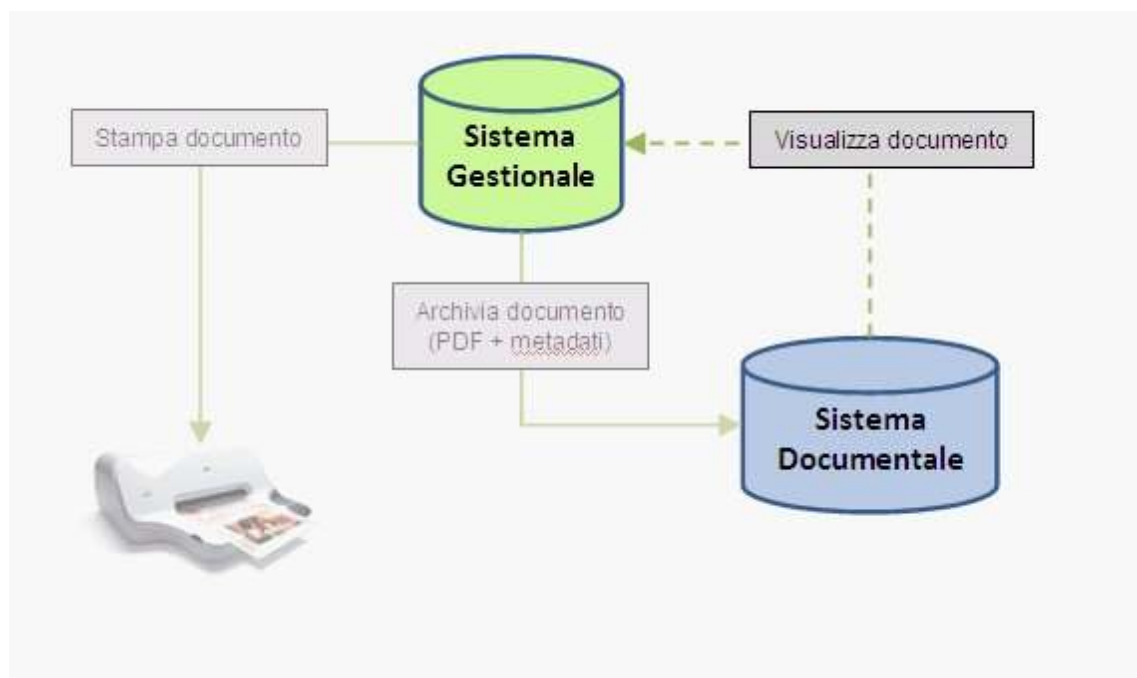 Stampa documento
Sistema
Gestionale
Visualizza documento
Archivia documento
(PDF + metadati)
Sistema
Documentale